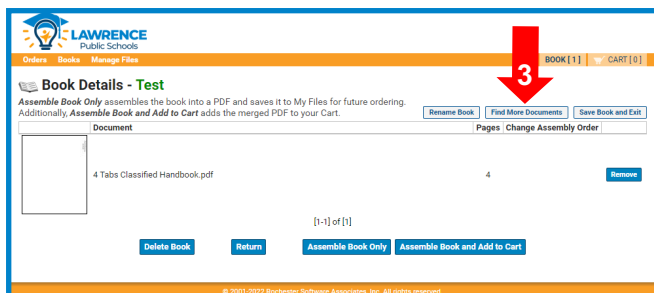 LAWRENCE
Public Schools
Orders Books Manage Files BOOK [ 1 ] CART [ 0 ]
3
Book Details - Test
Assemble Book Only assembles the book into a PDF and saves it to My Files for future ordering.
Additionally, Assemble Book and Add to Cart adds the merged PDF to your Cart.
Rename Book Find More Documents Save Book and Exit
Document Pages Change Assembly Order
4 Tabs Classified Handbook.pdf 4 Remove
[1-1] of [1]
Delete Book Return Assemble Book Only Assemble Book and Add to Cart
© 2001-2022 Rochester Software Associates, Inc. All rights reserved.